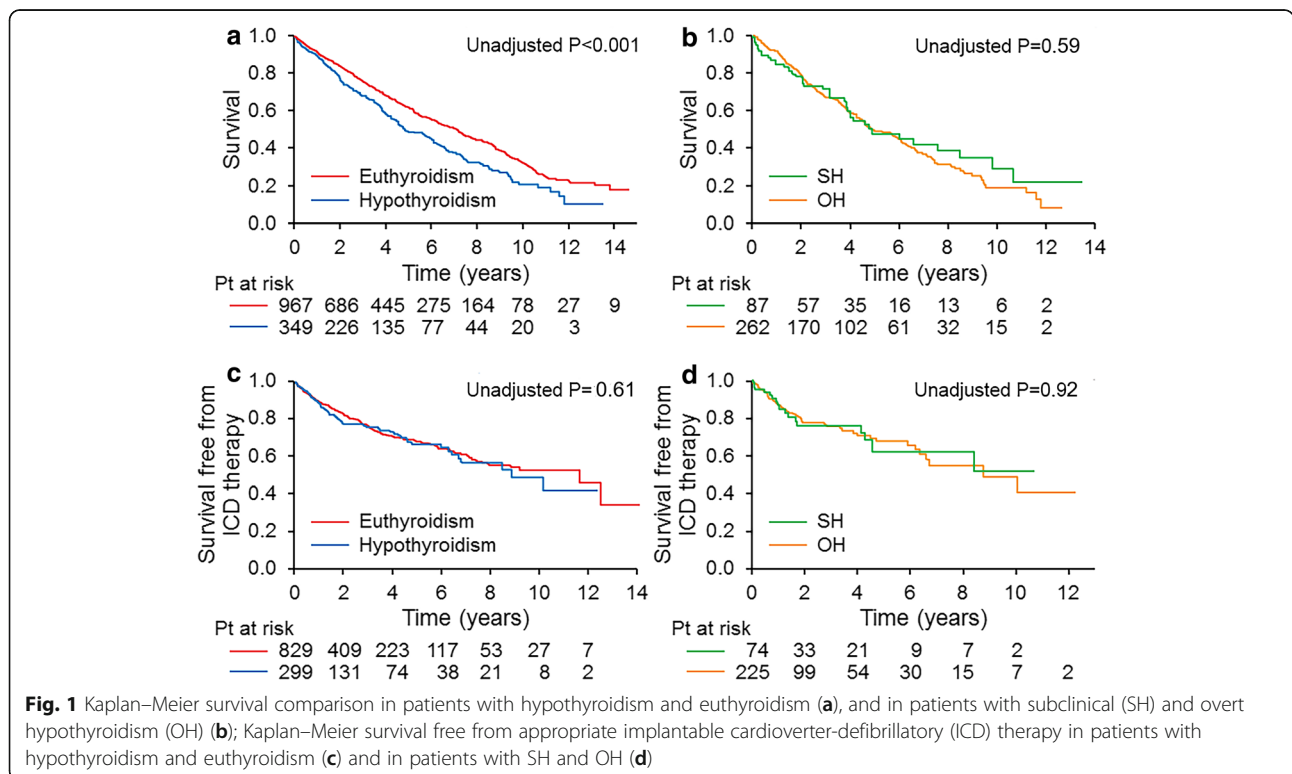 a
Unadjusted P<0.001
1.0
0.8
0.6
0.4
0.2
0.0
Survival
Euthyroidism
Hypothyroidism
0 2 4 6 8 10 12 14
Time (years)
Pt at risk
967 686 445 275 164 78 27 9
349 226 135 77 44 20 3
b
Unadjusted P=0.59
1.0
0.8
0.6
0.4
0.2
0.0
Survival
SH
OH
0 2 4 6 8 10 12 14
Time (years)
87 57 35 16 13 6 2
262 170 102 61 32 15 2
c
Unadjusted P= 0.61
1.0
0.8
0.6
0.4
0.2
0.0
Survival free from
ICD therapy
Euthyroidism
Hypothyroidism
0 2 4 6 8 10 12 14
Time (years)
Pt at risk
829 409 223 117 53 27 7
299 131 74 38 21 8 2
d
Unadjusted P=0.92
1.0
0.8
0.6
0.4
0.2
0.0
Survival free from
ICD therapy
SH
OH
0 2 4 6 8 10 12
Time (years)
Pt at risk
74 33 21 9 7 2
225 99 54 30 15 7 2
Fig. 1 Kaplan–Meier survival comparison in patients with hypothyroidism and euthyroidism (a), and in patients with subclinical (SH) and overt
hypothyroidism (OH) (b); Kaplan–Meier survival free from appropriate implantable cardioverter-defibrillatory (ICD) therapy in patients with
hypothyroidism and euthyroidism (c) and in patients with SH and OH (d)